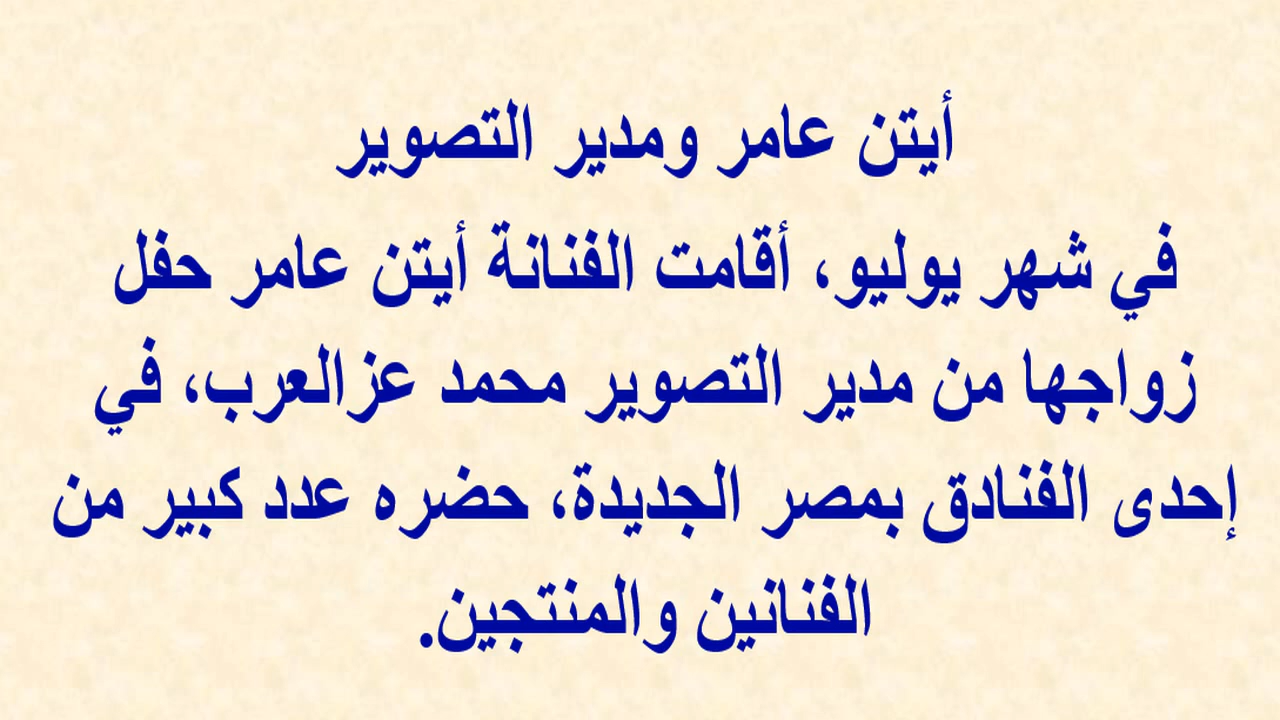 أيتن عامر ومدير التصوير
في شهر يوليو، أقامت الفنانة أيتن عامر حفل
زواجها من مدير التصوير محمد عزالعرب، في
إحدى الفنادق بمصر الجديدة، حضره عدد كبير من
الفنانين والمنتجين.